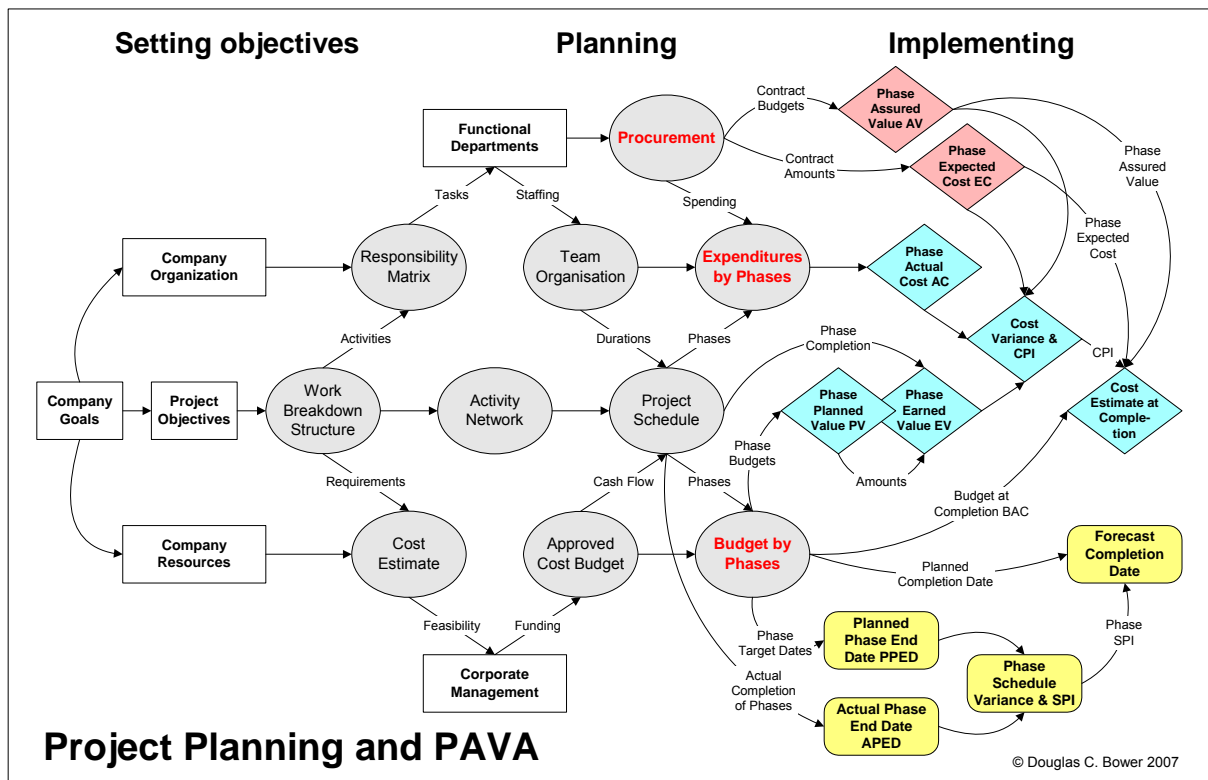 Setting objectives
Planning
Implementing
Contract
Budgets
Phase
Assured
Value AV
Functional
Departments
Procurement
Contract
Amounts
Phase
Expected
Cost EC
Phase
Assured
Value
Tasks
Staffing
Spending
Phase
Expected
Cost
Company
Organization
Responsibility
Matrix
Team
Organisation
Expenditures
by Phases
Phase
Actual
Cost AC
Activities
Durations
Phases
Phase
Completion
Cost
Variance &
CPI
CPI
Company
Goals
Project
Objectives
Work
Breakdown
Structure
Activity
Network
Project
Schedule
Phase
Planned
Value PV
Phase
Earned
Value EV
Cost
Estimate at
Comple-
tion
Phase
Budgets
Amounts
Requirements
Cash Flow
Phases
Budget at
Completion BAC
Company
Resources
Cost
Estimate
Approved
Cost Budget
Budget by
Phases
Planned
Completion Date
Forecast
Completion
Date
Feasibility
Funding
Phase
Target Dates
Planned
Phase End
Date PPED
Phase
SPI
Corporate
Management
Actual
Completion
of Phases
Phase
Schedule
Variance & SPI
Actual Phase
End Date
APED
Project Planning and PAVA
© Douglas C. Bower 2007